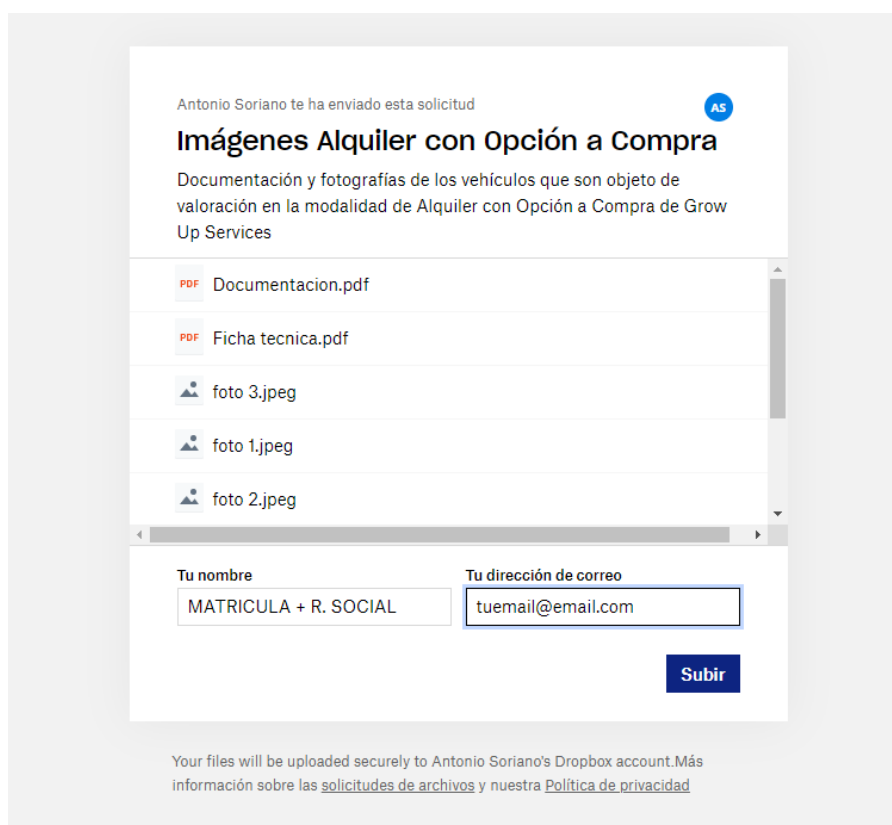 Antonio Soriano te ha enviado esta solicitud
AS
Imágenes Alquiler con Opción a Compra
Documentación y fotografías de los vehículos que son objeto de
valoración en la modalidad de Alquiler con Opción a Compra de Grow
Up Services
PDF Documentacion.pdf
PDF Ficha tecnica.pdf
foto 3.jpeg
foto 1.jpeg
foto 2.jpeg
Tu nombre
MATRICULA + R. SOCIAL
Tu dirección de correo
tuemail@email.com
Subir
Your files will be uploaded securely to Antonio Soriano's Dropbox account.Más
información sobre las solicitudes de archivos y nuestra Política de privacidad